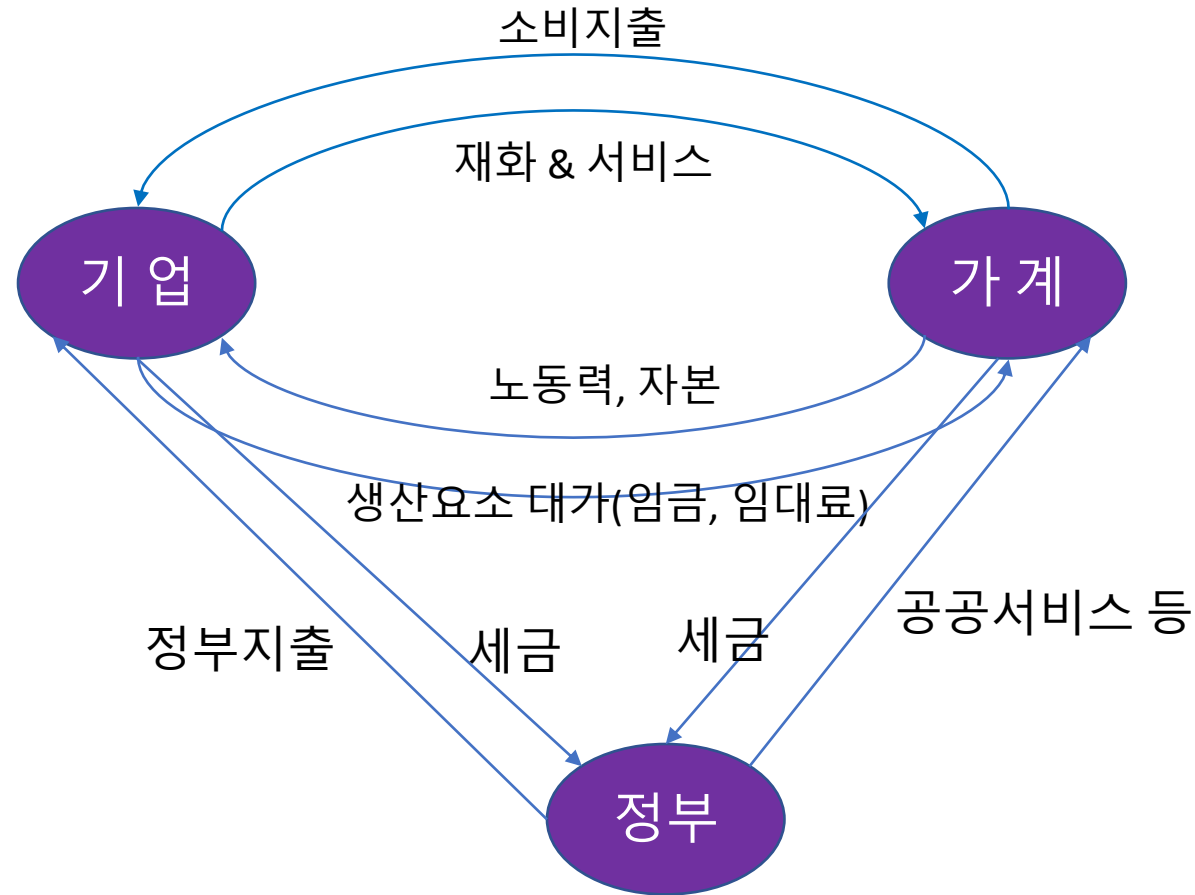 소비지출
재화 & 서비스
기 업
가 계
노동력, 자본
생산요소 대가(임금, 임대료)
공공서비스 등
정부지출
세금
세금
정부